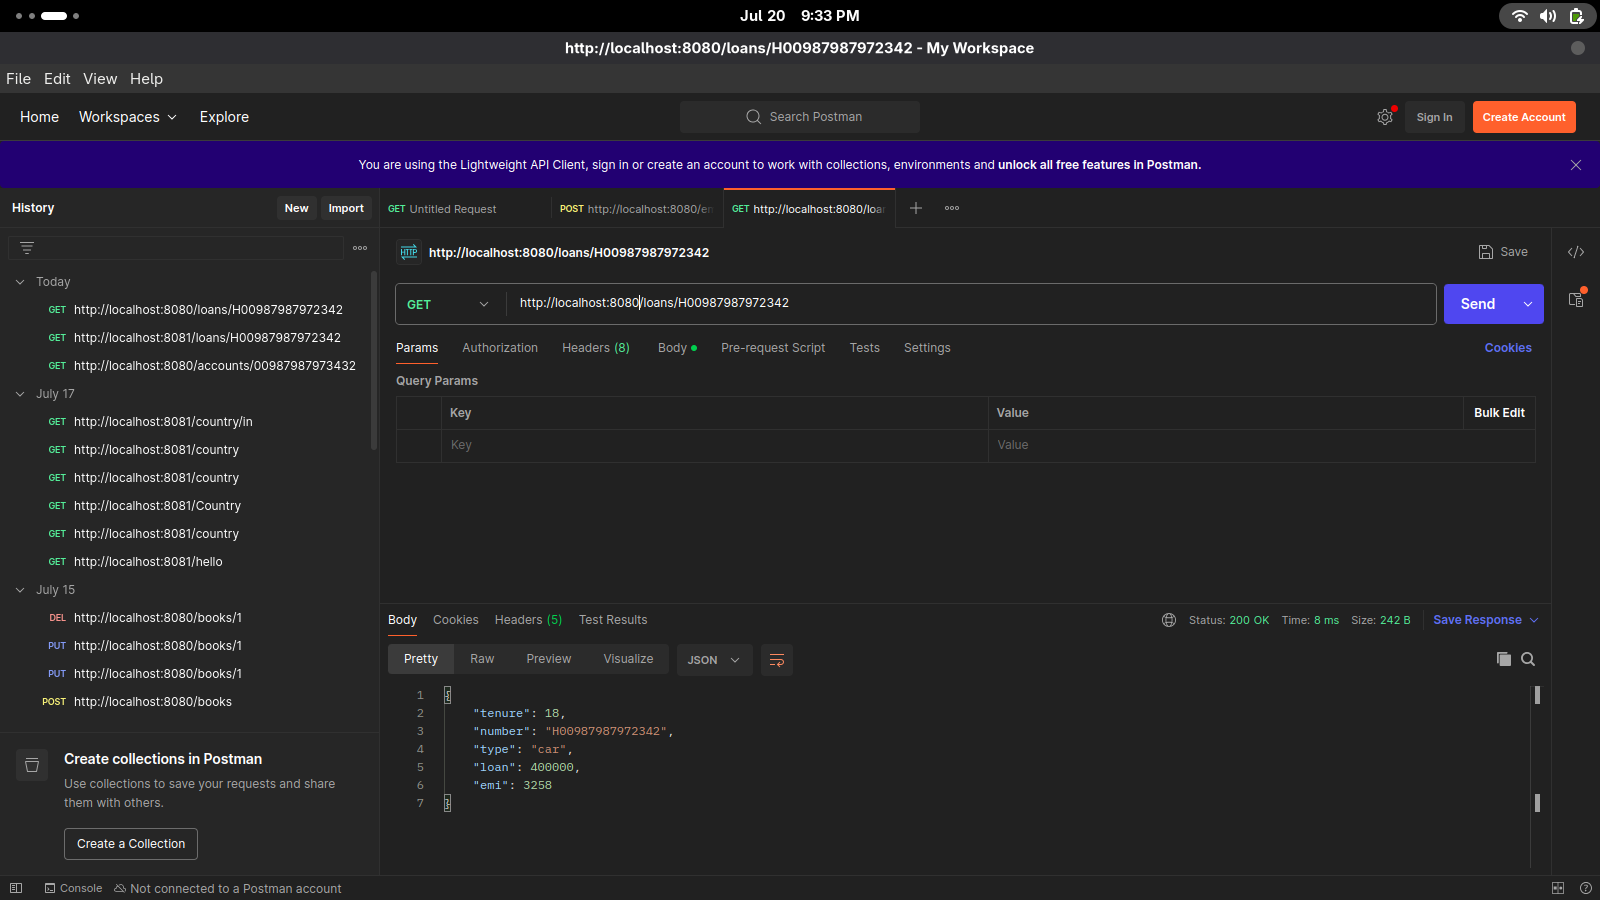 Jul 20 9:33 PM
http://localhost:8080/loans/H00987987972342 - My Workspace
File Edit View Help
Home Workspaces Explore
Search Postman
Sign In
Create Account
You are using the Lightweight API Client, sign in or create an account to work with collections, environments and unlock all free features in Postman.
History
New
Import
GET Untitled Request
POST http://localhost:8080/en
GET http://localhost:8080/loan
HTTP http://localhost:8080/loans/H00987987972342
Save
Today
GET http://localhost:8080/loans/H00987987972342
GET http://localhost:8081/loans/H00987987972342
GET http://localhost:8080/accounts/00987987973432
July 17
GET http://localhost:8081/country/in
GET http://localhost:8081/country
GET http://localhost:8081/country
GET http://localhost:8081/Country
GET http://localhost:8081/country
GET http://localhost:8081/hello
July 15
DEL http://localhost:8080/books/1
PUT http://localhost:8080/books/1
PUT http://localhost:8080/books/1
POST http://localhost:8080/books
Create collections in Postman
Use collections to save your requests and share
them with others.
Create a Collection
GET http://localhost:8080/loans/H00987987972342
Send
Params Authorization Headers (8) Body Pre-request Script Tests Settings
Cookies
Query Params
Key Value Bulk Edit
Key Value
Body Cookies Headers (5) Test Results
Status: 200 OK Time: 8 ms Size: 242 B
Save Response
Pretty Raw Preview Visualize JSON
1 {
2 "tenure": 18,
3 "number": "H00987987972342",
4 "type": "car",
5 "loan": 400000,
6 "emi": 3258
7 }
Console Not connected to a Postman account